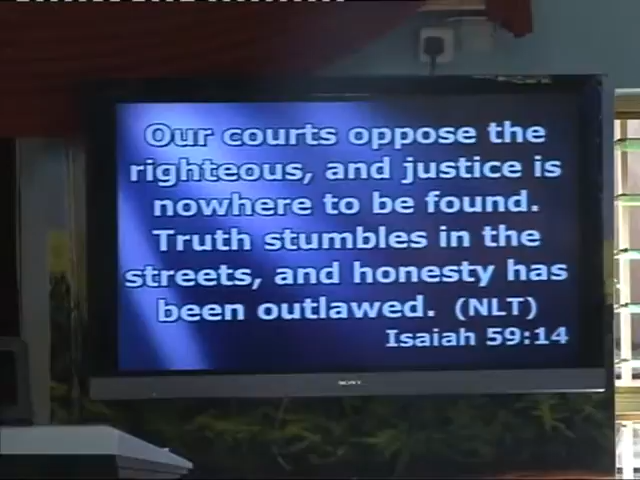 Our courts oppose the
righteous, and justice is
nowhere to be found.
Truth stumbles in the
streets, and honesty has
been outlawed. (NLT)
Isaiah 59:14
SONY